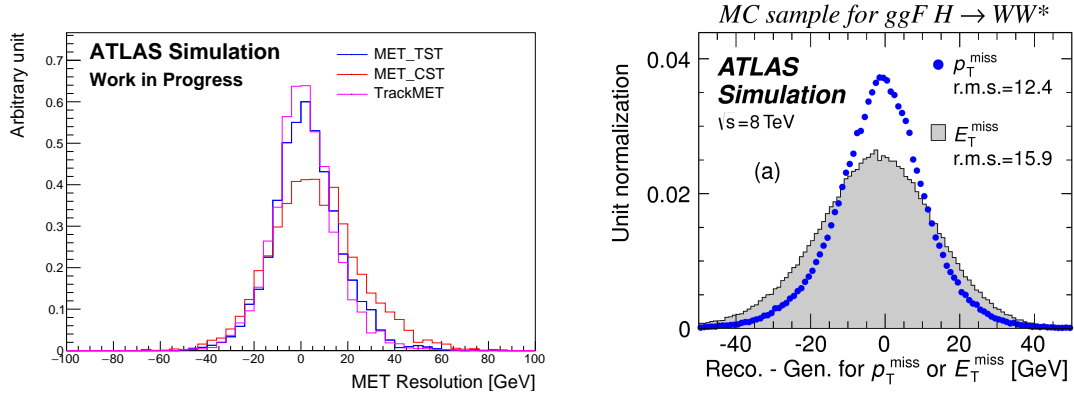 ATLAS Simulation
Work in Progress
MET_TST
MET_CST
TrackMET
Arbitrary unit
0.7
0.6
0.5
0.4
0.3
0.2
0.1
0
−100 −80 −60 −40 −20 0 20 40 60 80 100
MET Resolution [GeV]
MC sample for ggF H → WW*
ATLAS
Simulation
√s = 8 TeV
(a)
p_T^miss
r.m.s.=12.4
E_T^miss
r.m.s.=15.9
Unit normalization
0.04
0.02
0
-40 -20 0 20 40
Reco. - Gen. for p_T^miss or E_T^miss [GeV]